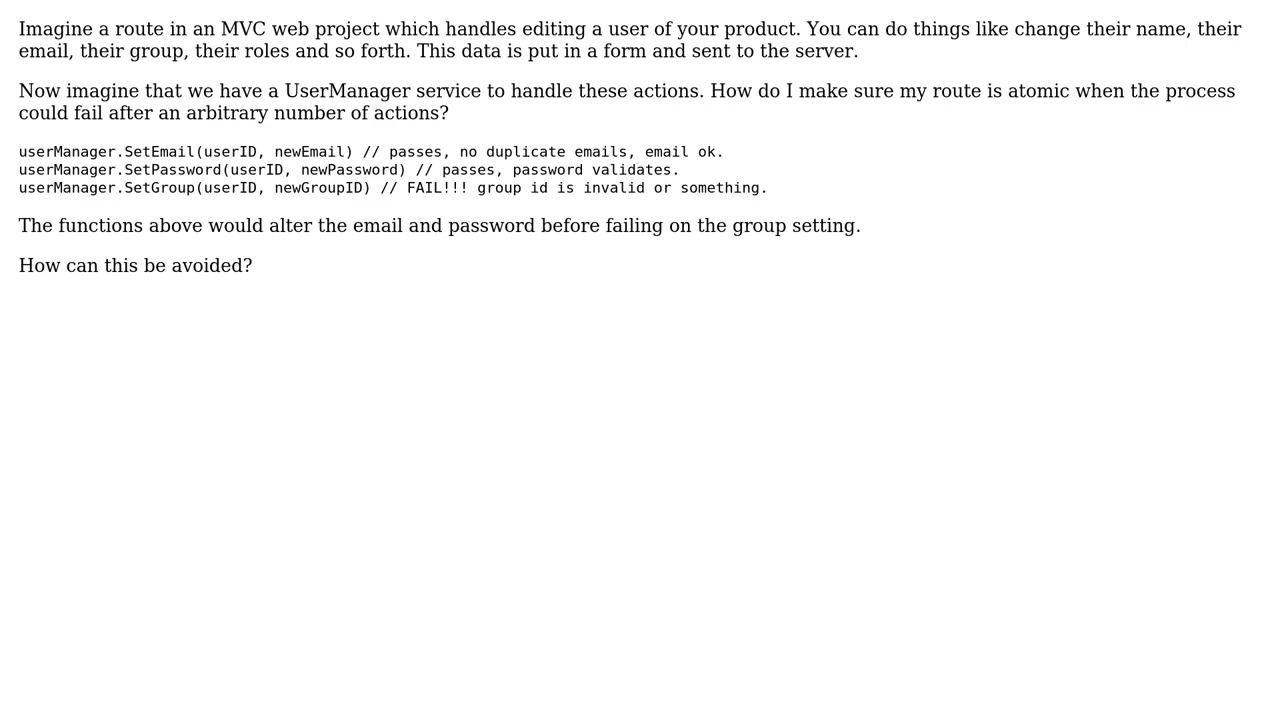 Imagine a route in an MVC web project which handles editing a user of your product. You can do things like change their name, their
email, their group, their roles and so forth. This data is put in a form and sent to the server.
Now imagine that we have a UserManager service to handle these actions. How do I make sure my route is atomic when the process
could fail after an arbitrary number of actions?
userManager.SetEmail(userID, newEmail) // passes, no duplicate emails, email ok.
userManager.SetPassword(userID, newPassword) // passes, password validates.
userManager.SetGroup(userID, newGroupID) // FAIL!!! group id is invalid or something.
The functions above would alter the email and password before failing on the group setting.
How can this be avoided?